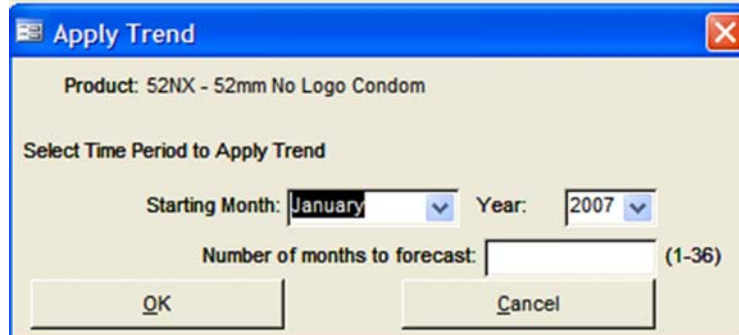 Apply Trend
Product: 52NX - 52mm No Logo Condom
Select Time Period to Apply Trend
Starting Month: January Year: 2007
Number of months to forecast: (1-36)
OK Cancel